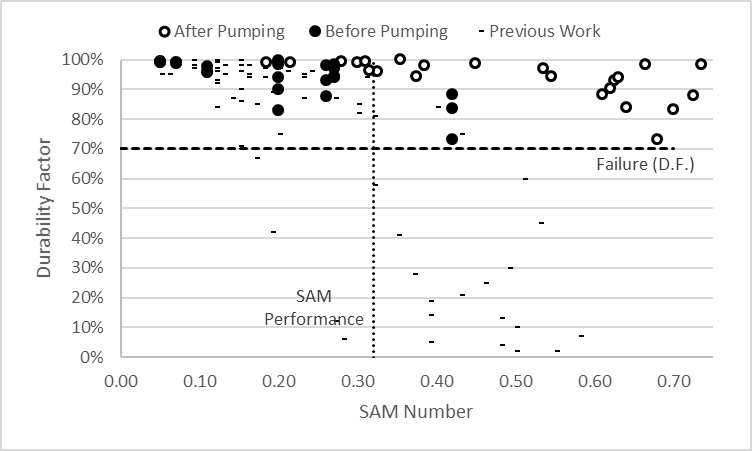 After Pumping
Before Pumping
Previous Work
Durability Factor
100%
90%
80%
70%
60%
50%
40%
30%
20%
10%
0%
Failure (D.F.)
SAM
Performance
0.00 0.10 0.20 0.30 0.40 0.50 0.60 0.70
SAM Number